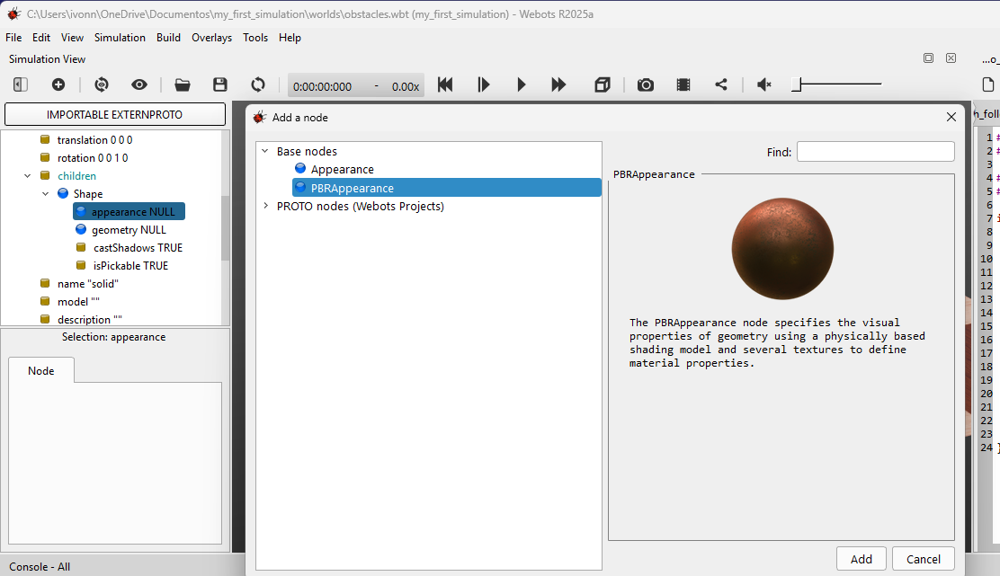 C:\Users\ivonn\OneDrive\Documentos\my_first_simulation\worlds\obstacles.wbt (my_first_simulation) - Webots R2025a
File Edit View Simulation Build Overlays Tools Help
Simulation View
...o_
0:00:00:000 - 0.00x
IMPORTABLE EXTERNPROTO
translation 0 0 0
rotation 0 0 1 0
children
Shape
appearance NULL
geometry NULL
castShadows TRUE
isPickable TRUE
name "solid"
model ""
description ""
Selection: appearance
Node
Console - All
Add a node
Base nodes
Appearance
PBRAppearance
PROTO nodes (Webots Projects)
Find:
PBRAppearance
The PBRAppearance node specifies the visual
properties of geometry using a physically based
shading model and several textures to define
material properties.
Add Cancel
h_foll
1 #
2 #
3
4 #
5 #
6
7 i
8
9
10
11
12
13
14
15
16
17
18
19
20
21
22
23
24 }